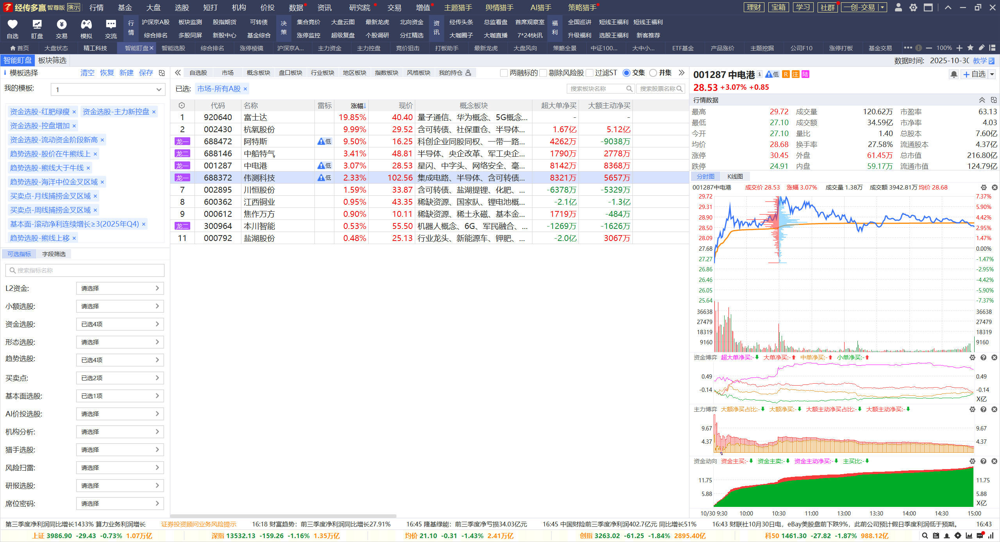 经传多赢 智尊版 演示 行情 基金 大盘 选股 短打 机构 价投 数据 资讯 研究院 交易 增值 主题猎手 舆情猎手 AI猎手 策略猎手 理财 宝箱 学习 社群 一创-交易
自选 盯盘 交易 模拟 交流
行情 沪深京A股 板块监测 股指期货 可转债 决策 集合竞价 大盘云图 最新龙虎 北向资金 资讯 经传头条 总监看盘 首席观察室 福利 全国巡讲 短线王福利 短线王福利
综合排名 多股同屏 新股中心 基金综合 涨停监控 超级复盘 个股调研 分红精选 大咖圈子 大咖直播 7*24快讯 升级福利 选股王福利 新客推荐
首页 大盘状态 精工科技 智能盯盘 智能选股 综合排名 涨停棱镜 沪深京A... 主力资金 主力控盘 竞价狙击 打板助手 最新龙虎 大盘风向 策略全景 中证100... 大中小... ETF基金 产品涨价 主题挖掘 公司F10 涨停打板 基金交易 100%
智能盯盘 板块筛选 数据时间: 2025-10-30 教学
模板选择 清空 恢复 新建 保存
我的模板: 1
资金选股-红肥绿瘦 × 资金选股-主力新控盘 ×
资金选股-控盘增加 ×
资金选股-流动资金阶段新高 ×
趋势选股-股价在牛熊线上 ×
趋势选股-熊线大于牛线 ×
趋势选股-海洋中位金叉区域 ×
买卖点-月线捕捞金叉区域 ×
买卖点-周线捕捞金叉区域 ×
基本面-滚动净利连续增长≥3(2025年Q4) ×
趋势选股-熊线上移 ×
可选指标 字段筛选
搜索指标名称
L2资金: 请选择
小额选股: 请选择
资金选股: 已选4项
形态选股: 请选择
趋势选股: 已选4项
买卖点: 已选2项
基本面选股: 已选1项
AI价投选股: 请选择
机构分析: 请选择
猎手选股: 请选择
风险扫雷: 请选择
研报选股: 请选择
席位密码: 请选择
自选股 市场 概念板块 盘口板块 行业板块 地区板块 指数板块 风格板块 我的持仓 两融标的 剔除风险股 过滤ST 交集 并集
已选: 市场-所有A股 × 搜索板块名称 搜索股票名称
代码 名称 雷标 涨幅↓ 现价 概念板块 超大单净买 大额主动净买
1 920640 富士达 19.85% 40.40 量子通信、华为概念、5G概念... - -
2 002430 杭氧股份 9.99% 29.52 含可转债、社保重仓、半导体... 1.67亿 5.12亿
龙一 688472 阿特斯 低 9.50% 16.25 科创企业同股同权、一带一路... 4262万 -9038万
龙二 688146 中船特气 3.41% 48.81 半导体、央企改革、军工央企... 1790万 2778万
龙一 001287 中电港 低 3.07% 28.53 星闪、中字头、网络安全、毫... 8142万 8368万
龙一 688372 伟测科技 低 2.33% 102.56 集成电路、半导体、含可转债... 8321万 5657万
7 002895 川恒股份 1.59% 33.87 含可转债、盐湖提锂、化肥、... -6378万 -5329万
8 600362 江西铜业 0.95% 43.35 稀缺资源、国家队、锂电池概... -2.1亿 -1.3亿
9 000612 焦作万方 0.90% 10.11 稀缺资源、稀土永磁、基本金... 1719万 -484万
龙二 300964 本川智能 0.53% 55.50 机器人概念、6G、军民融合、... -1269万 -1626万
11 000792 盐湖股份 0.48% 25.13 行业龙头、新能源车、钾肥、... -2.0亿 3067万
001287 中电港 低 R 注 陆 自选
28.53 +3.07% +0.85
行情数据
最高 29.72 成交量 120.62万 市盈率 63.13
最低 27.10 成交额 34.59亿 市净率 4.03
今开 27.10 量比 1.40 总股本 7.60亿
均价 28.68 换手率 27.58% 流通股本 4.37亿
涨停 30.45 外盘 61.45万 总市值 216.80亿
跌停 24.91 内盘 59.17万 流通市值 124.79亿
分时图 K线图
001287中电港 成交价 28.53 涨幅 3.07% 成交量 1.38万 成交额 3942.81万 均价 28.68
29.72 7.37%
29.31 5.90%
28.90 4.42%
28.50 2.95%
28.09 1.47%
27.68 0.00%
27.27 -1.47%
26.86 -2.95%
26.46 -4.42%
26.05 -5.90%
25.64 -7.37%
36638 36638
27479 27479
18319 18319
9160 9160
资金博弈 超大单净买:- 大单净买:- 中单净买:- 小单净买:-
0.49 0.49
-0.14 -0.14
X亿
主力博弈 大额净买占比:- 大额净买:- 大额主动净买占比:- 大额主动净买:-
9.67 9.67
4.37 4.37
资金动向 资金主买:- 资金主卖:- 资金主动净买:- 主买比:-
11.75 11.75
5.88 5.88
X亿
10/30 9:30 10:00 10:30 11:00 13:00 13:30 14:00 14:30 15:00
第三季度净利润同比增长1433% 算力业务利润增长 证券投资顾问业务风险提示 16:18 财富趋势：前三季度净利润同比增长27.91% 16:45 隆基绿能：前三季度净亏损34.03亿元 16:45 中国财险前三季度净利润402.7亿元 同比增长51% 16:43 财联社10月30日电，eBay美股盘前下跌9%，此前公司预计假日季度利润低于预期。 16:43
上证 3986.90 -29.43 -0.73% 1.07万亿 深指 13532.13 -159.26 -1.16% 1.35万亿 均价 21.10 -0.31 -1.43% 2.41万亿 创指 3263.02 -61.25 -1.84% 2895.40亿 科50 1461.30 -27.82 -1.87% 988.12亿